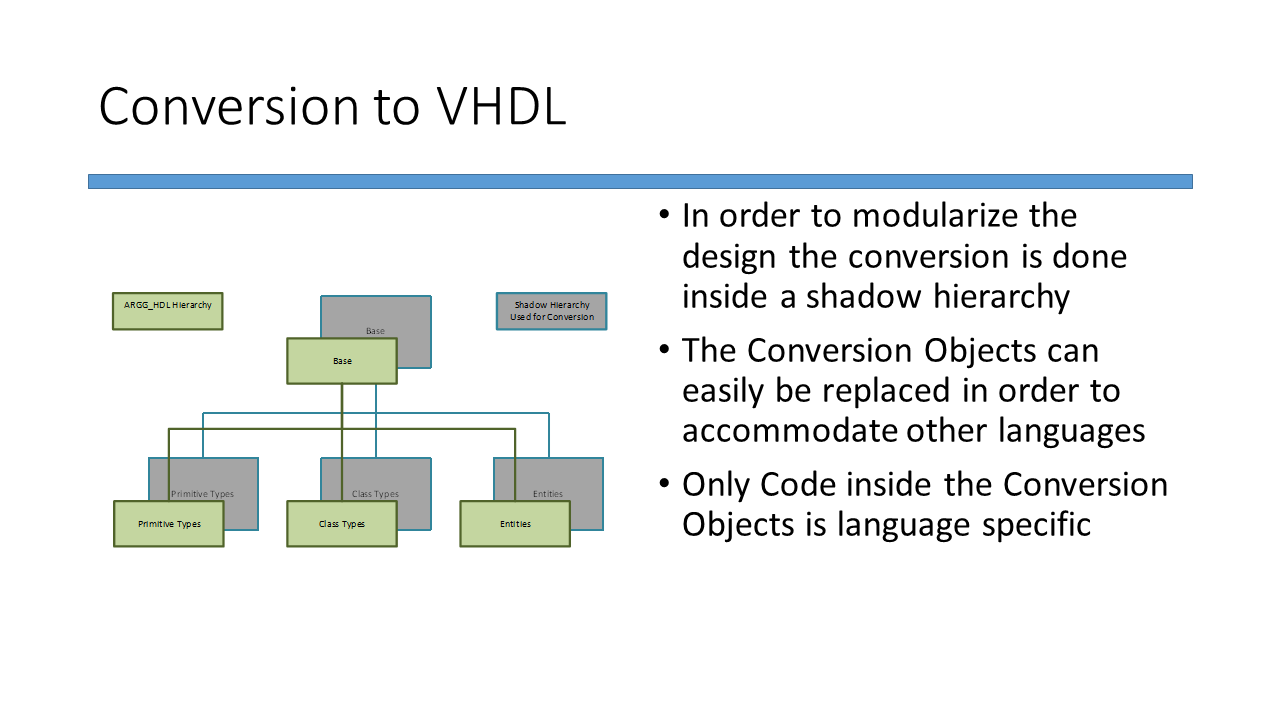 Conversion to VHDL
ARGG_HDL Hierarchy
Shadow Hierarchy
Used for Conversion
Base
Base
Primitive Types
Class Types
Entities
Primitive Types
Class Types
Entities
• In order to modularize the
design the conversion is done
inside a shadow hierarchy
• The Conversion Objects can
easily be replaced in order to
accommodate other languages
• Only Code inside the Conversion
Objects is language specific